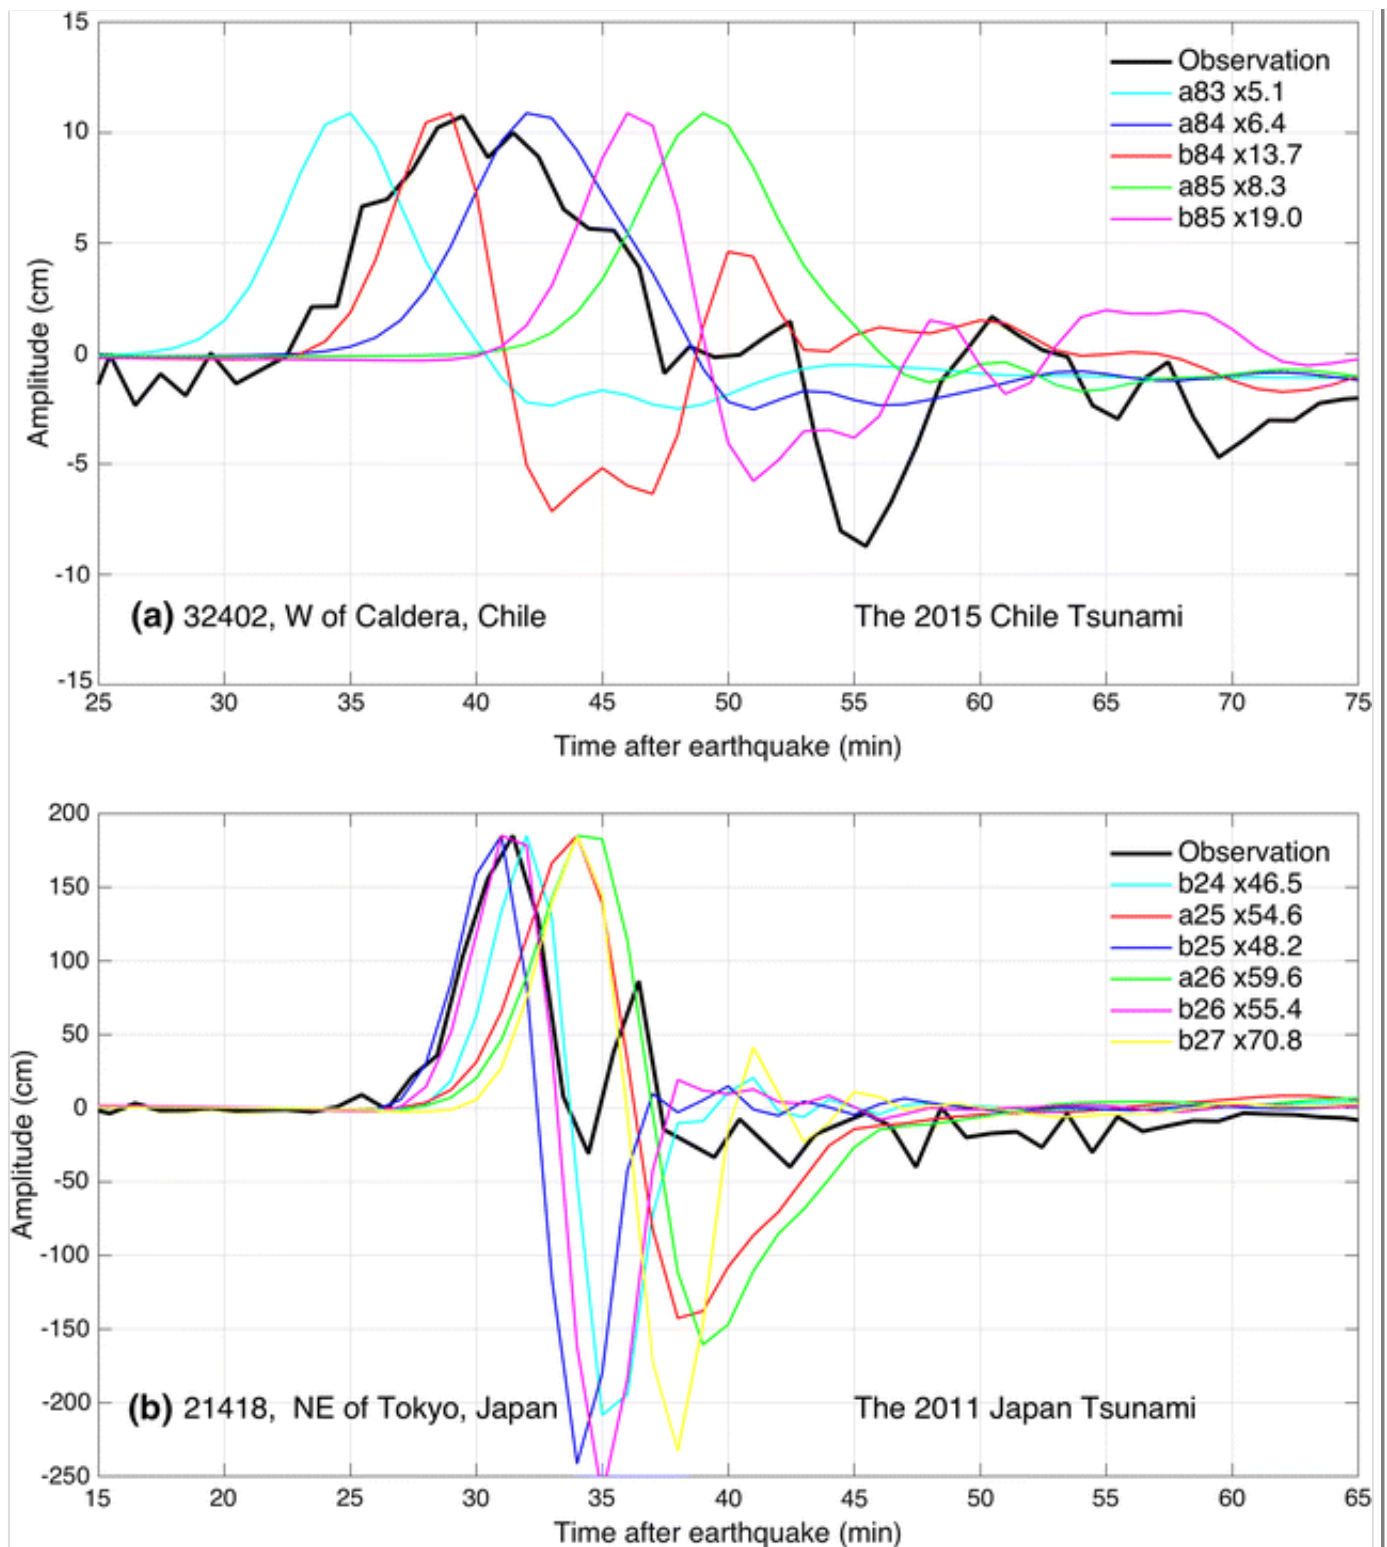 15
10
5
0
-5
-10
-15
Amplitude (cm)
Observation
a83 x5.1
a84 x6.4
b84 x13.7
a85 x8.3
b85 x19.0
(a) 32402, W of Caldera, Chile
The 2015 Chile Tsunami
25 30 35 40 45 50 55 60 65 70 75
Time after earthquake (min)
200
150
100
50
0
-50
-100
-150
-200
-250
Amplitude (cm)
Observation
b24 x46.5
a25 x54.6
b25 x48.2
a26 x59.6
b26 x55.4
b27 x70.8
(b) 21418, NE of Tokyo, Japan
The 2011 Japan Tsunami
15 20 25 30 35 40 45 50 55 60 65
Time after earthquake (min)